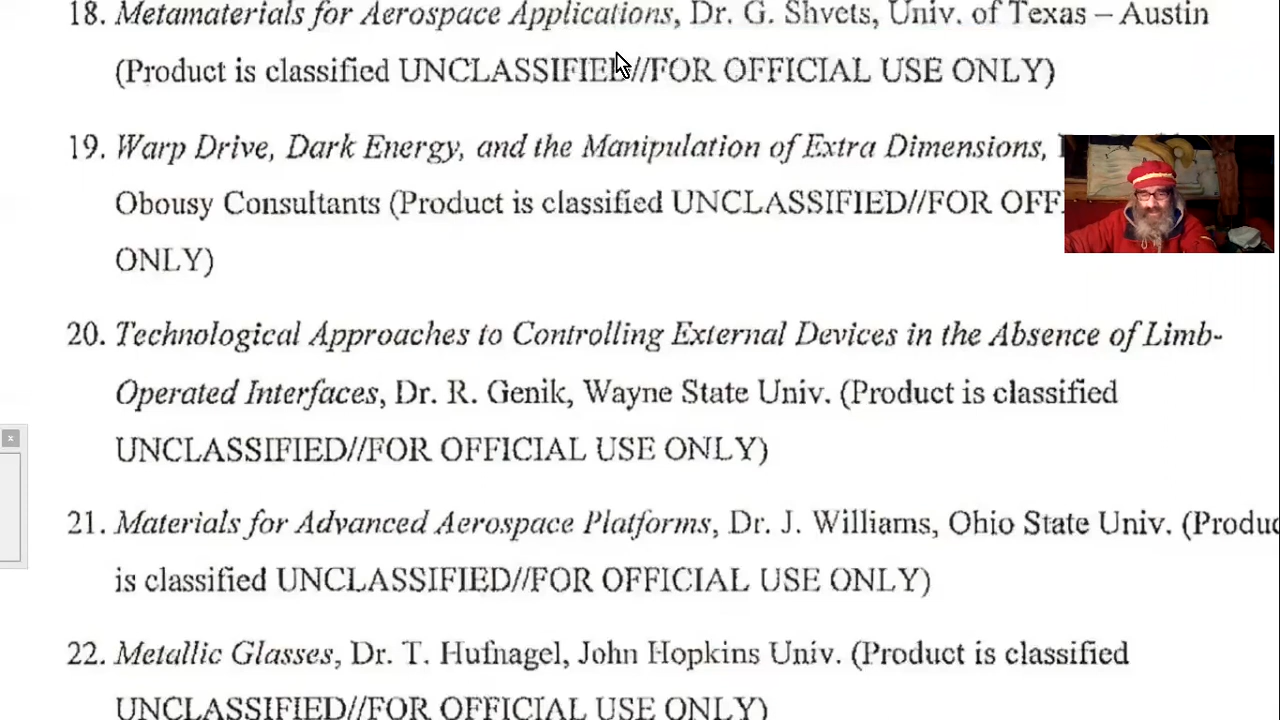 18. Metamaterials for Aerospace Applications, Dr. G. Shvets, Univ. of Texas – Austin
(Product is classified UNCLASSIFIED//FOR OFFICIAL USE ONLY)
19. Warp Drive, Dark Energy, and the Manipulation of Extra Dimensions,
Obousy Consultants (Product is classified UNCLASSIFIED//FOR OFF
ONLY)
20. Technological Approaches to Controlling External Devices in the Absence of Limb-
Operated Interfaces, Dr. R. Genik, Wayne State Univ. (Product is classified
UNCLASSIFIED//FOR OFFICIAL USE ONLY)
21. Materials for Advanced Aerospace Platforms, Dr. J. Williams, Ohio State Univ. (Produc
is classified UNCLASSIFIED//FOR OFFICIAL USE ONLY)
22. Metallic Glasses, Dr. T. Hufnagel, John Hopkins Univ. (Product is classified
UNCLASSIFIED//FOR OFFICIAL USE ONLY)